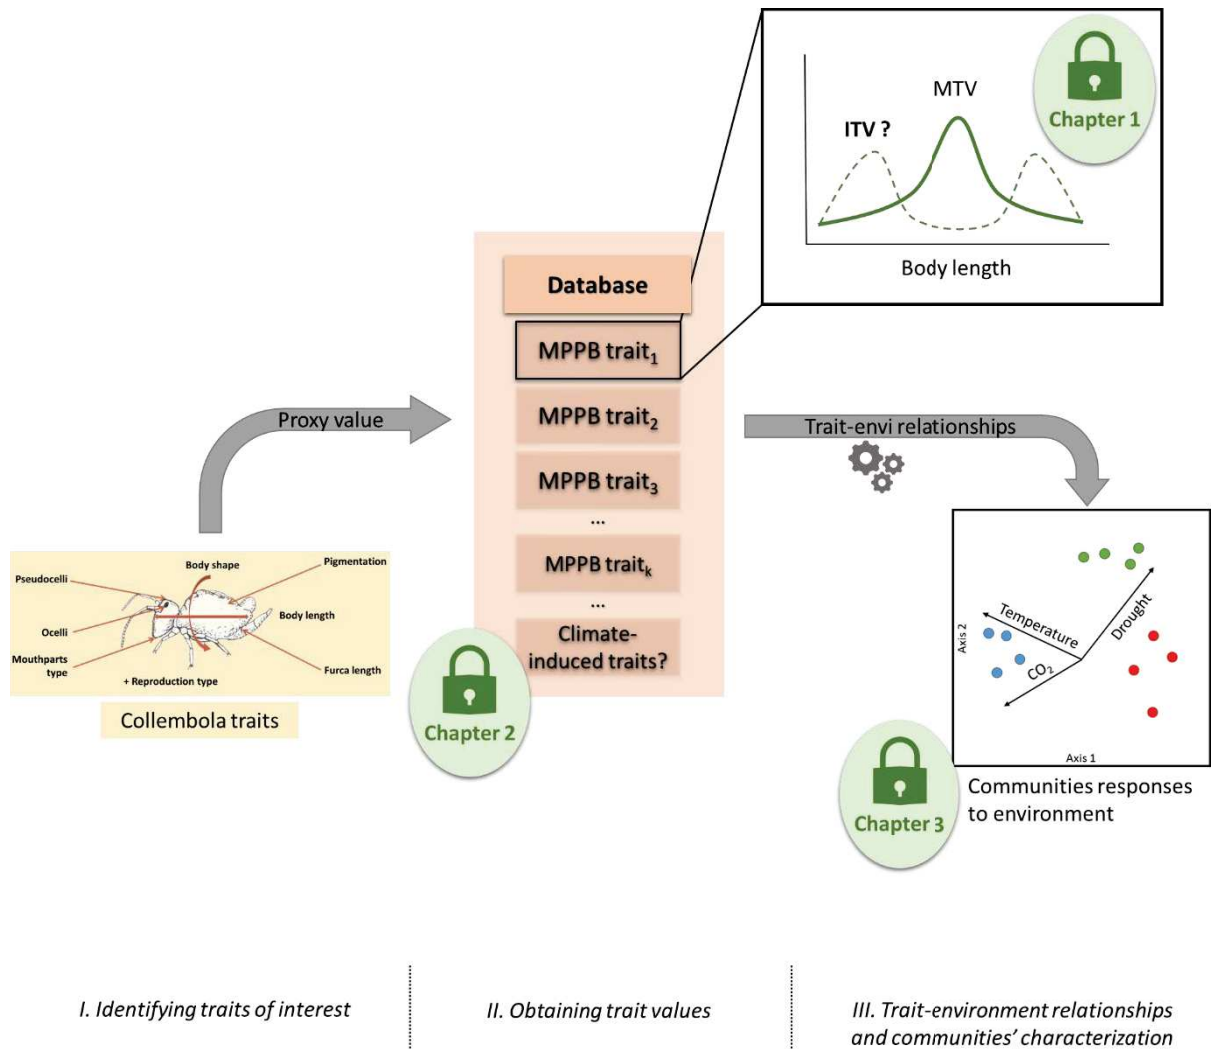 MTV
ITV ?
Chapter 1
Body length
Database
MPPB trait1
MPPB trait2
MPPB trait3
...
MPPB traitk
...
Climate-
induced traits?
Chapter 2
Proxy value
Trait-envi relationships
Body shape
Pigmentation
Pseudocelli
Body length
Ocelli
Mouthparts
type
Furca length
+ Reproduction type
Collembola traits
Temperature
Drought
CO2
Axis 2
Axis 1
Chapter 3
Communities responses
to environment
I. Identifying traits of interest
II. Obtaining trait values
III. Trait-environment relationships
and communities’ characterization